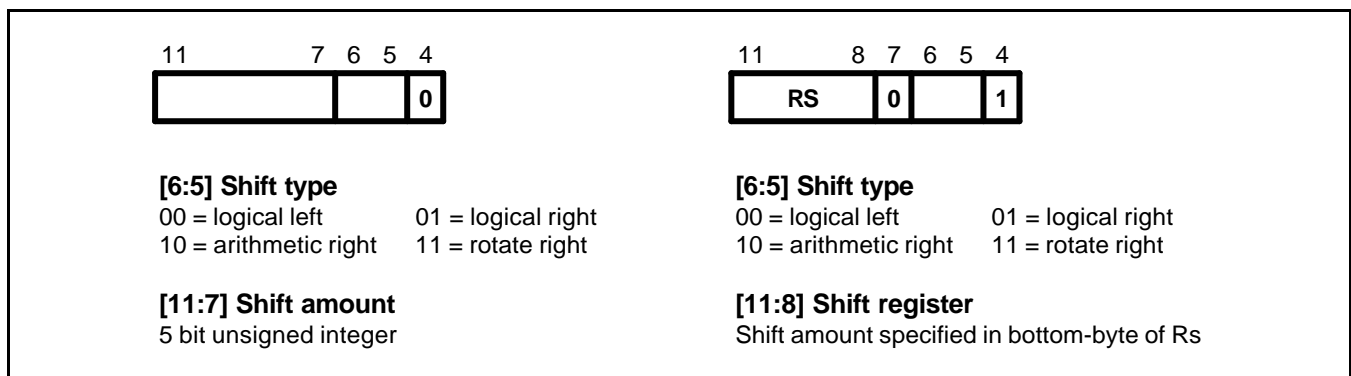 11 7 6 5 4
0
[6:5] Shift type
00 = logical left 01 = logical right
10 = arithmetic right 11 = rotate right
[11:7] Shift amount
5 bit unsigned integer
11 8 7 6 5 4
RS 0 1
[6:5] Shift type
00 = logical left 01 = logical right
10 = arithmetic right 11 = rotate right
[11:8] Shift register
Shift amount specified in bottom-byte of Rs